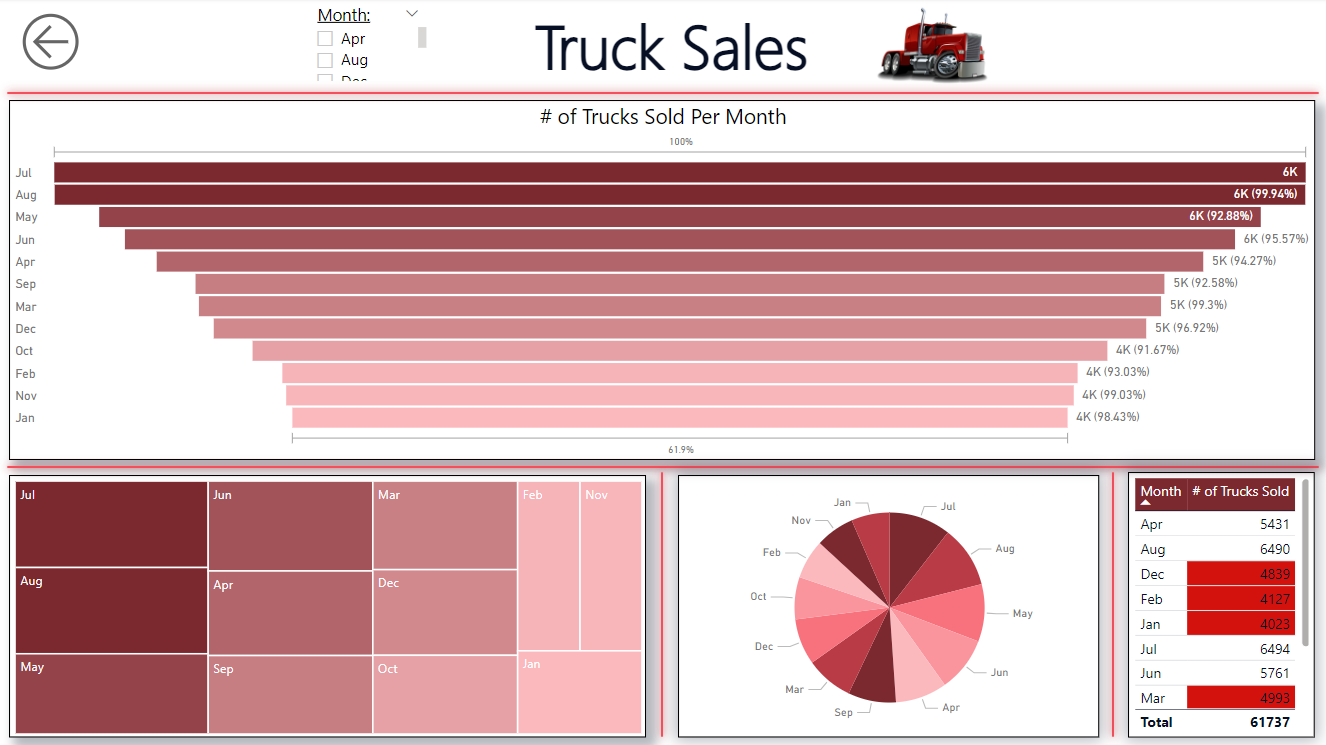 Month:
Apr
Aug
Dec
Truck Sales
# of Trucks Sold Per Month
100%
Jul 6K
Aug 6K (99.94%)
May 6K (92.88%)
Jun 6K (95.57%)
Apr 5K (94.27%)
Sep 5K (92.58%)
Mar 5K (99.3%)
Dec 5K (96.92%)
Oct 4K (91.67%)
Feb 4K (93.03%)
Nov 4K (99.03%)
Jan 4K (98.43%)
61.9%
Jul
Aug
May
Jun
Apr
Sep
Mar
Dec
Oct
Feb
Nov
Jan
Jan
Jul
Nov
Aug
Feb
Oct
May
Dec
Jun
Mar
Apr
Sep
Month # of Trucks Sold
Apr 5431
Aug 6490
Dec 4839
Feb 4127
Jan 4023
Jul 6494
Jun 5761
Mar 4993
Total 61737